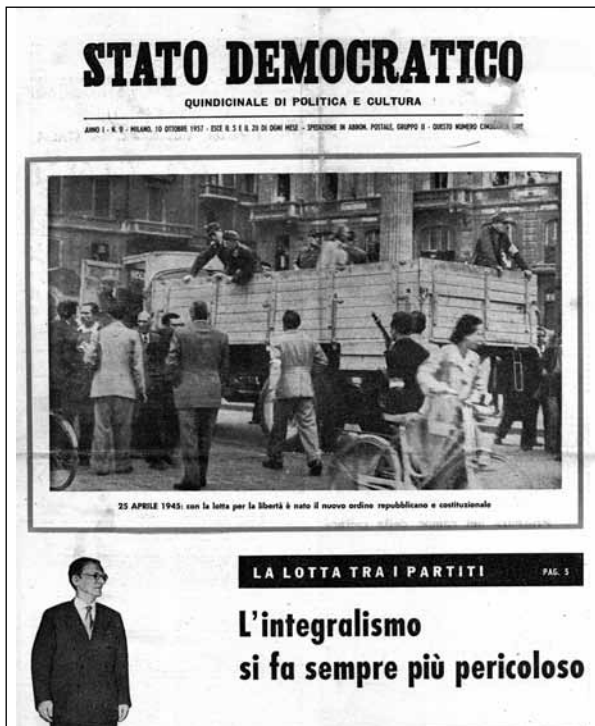 STATO DEMOCRATICO
QUINDICINALE DI POLITICA E CULTURA
ANNO I - N. 9 - MILANO, 10 OTTOBRE 1957 - ESCE IL 5 E IL 20 DI OGNI MESE - SPEDIZIONE IN ABBON. POSTALE, GRUPPO II - QUESTO NUMERO LIRE
25 APRILE 1945: con la lotta per la libertà è nato il nuovo ordine repubblicano e costituzionale
LA LOTTA TRA I PARTITI PAG. 5
L'integralismo
si fa sempre più pericoloso